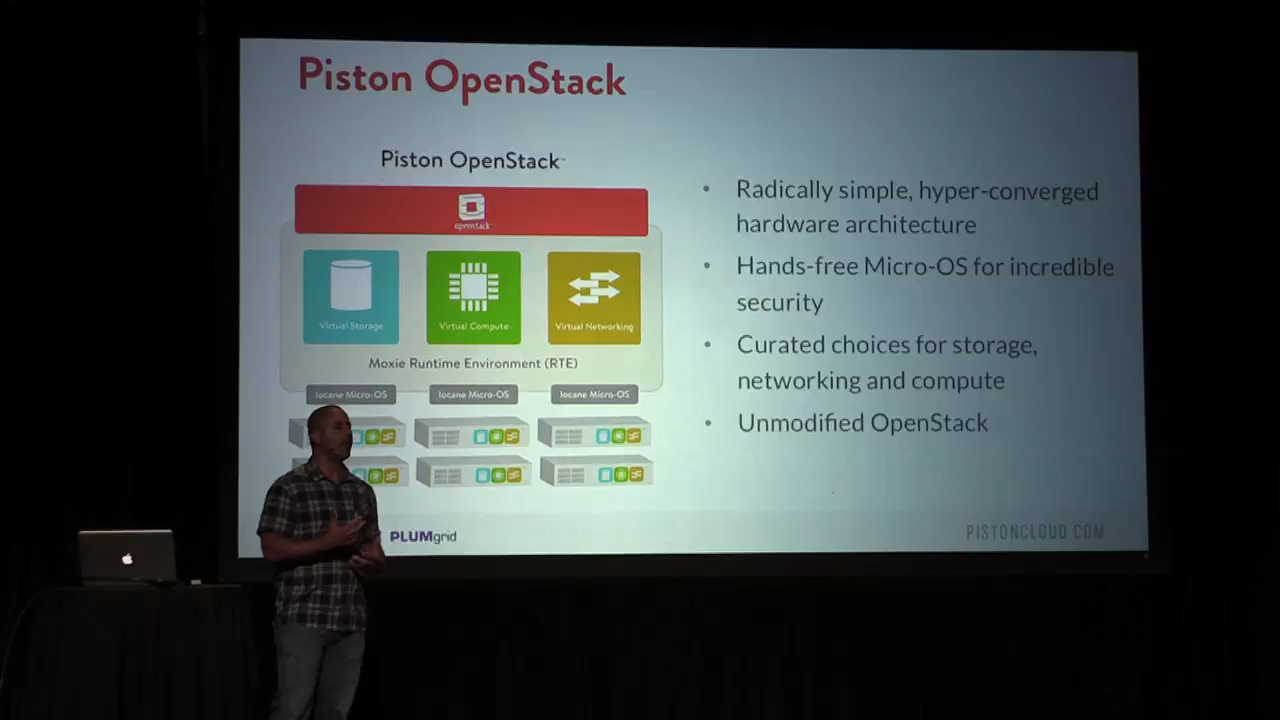 Piston OpenStack
Piston OpenStack™
openstack
Virtual Storage
Virtual Compute
Virtual Networking
Moxie Runtime Environment (RTE)
Iocane Micro-OS
Iocane Micro-OS
Iocane Micro-OS
• Radically simple, hyper-converged
hardware architecture
• Hands-free Micro-OS for incredible
security
• Curated choices for storage,
networking and compute
• Unmodified OpenStack
PLUMgrid
PISTONCLOUD.COM